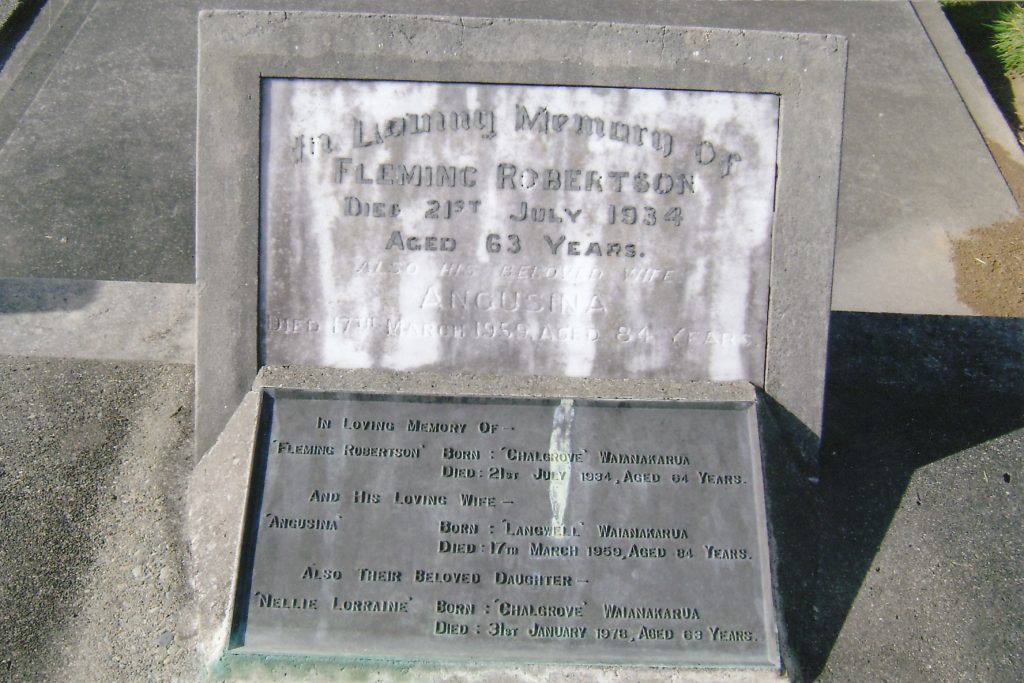 In Loving Memory of
FLEMING ROBERTSON
DIED 21ST JULY 1934
AGED 63 YEARS.
ALSO HIS BELOVED WIFE
ANGUSINA
DIED 17TH MARCH 1959, AGED 84 YEARS.
IN LOVING MEMORY OF —
'FLEMING ROBERTSON' BORN : 'CHALGROVE' WAIANAKARUA
DIED : 21ST JULY 1934, AGED 64 YEARS.
AND HIS LOVING WIFE —
'ANGUSINA' BORN : 'LANGWELL' WAIANAKARUA
DIED : 17TH MARCH 1959, AGED 84 YEARS.
ALSO THEIR BELOVED DAUGHTER —
'NELLIE LORRAINE' BORN : 'CHALGROVE' WAIANAKARUA
DIED : 31ST JANUARY 1978, AGED 63 YEARS.